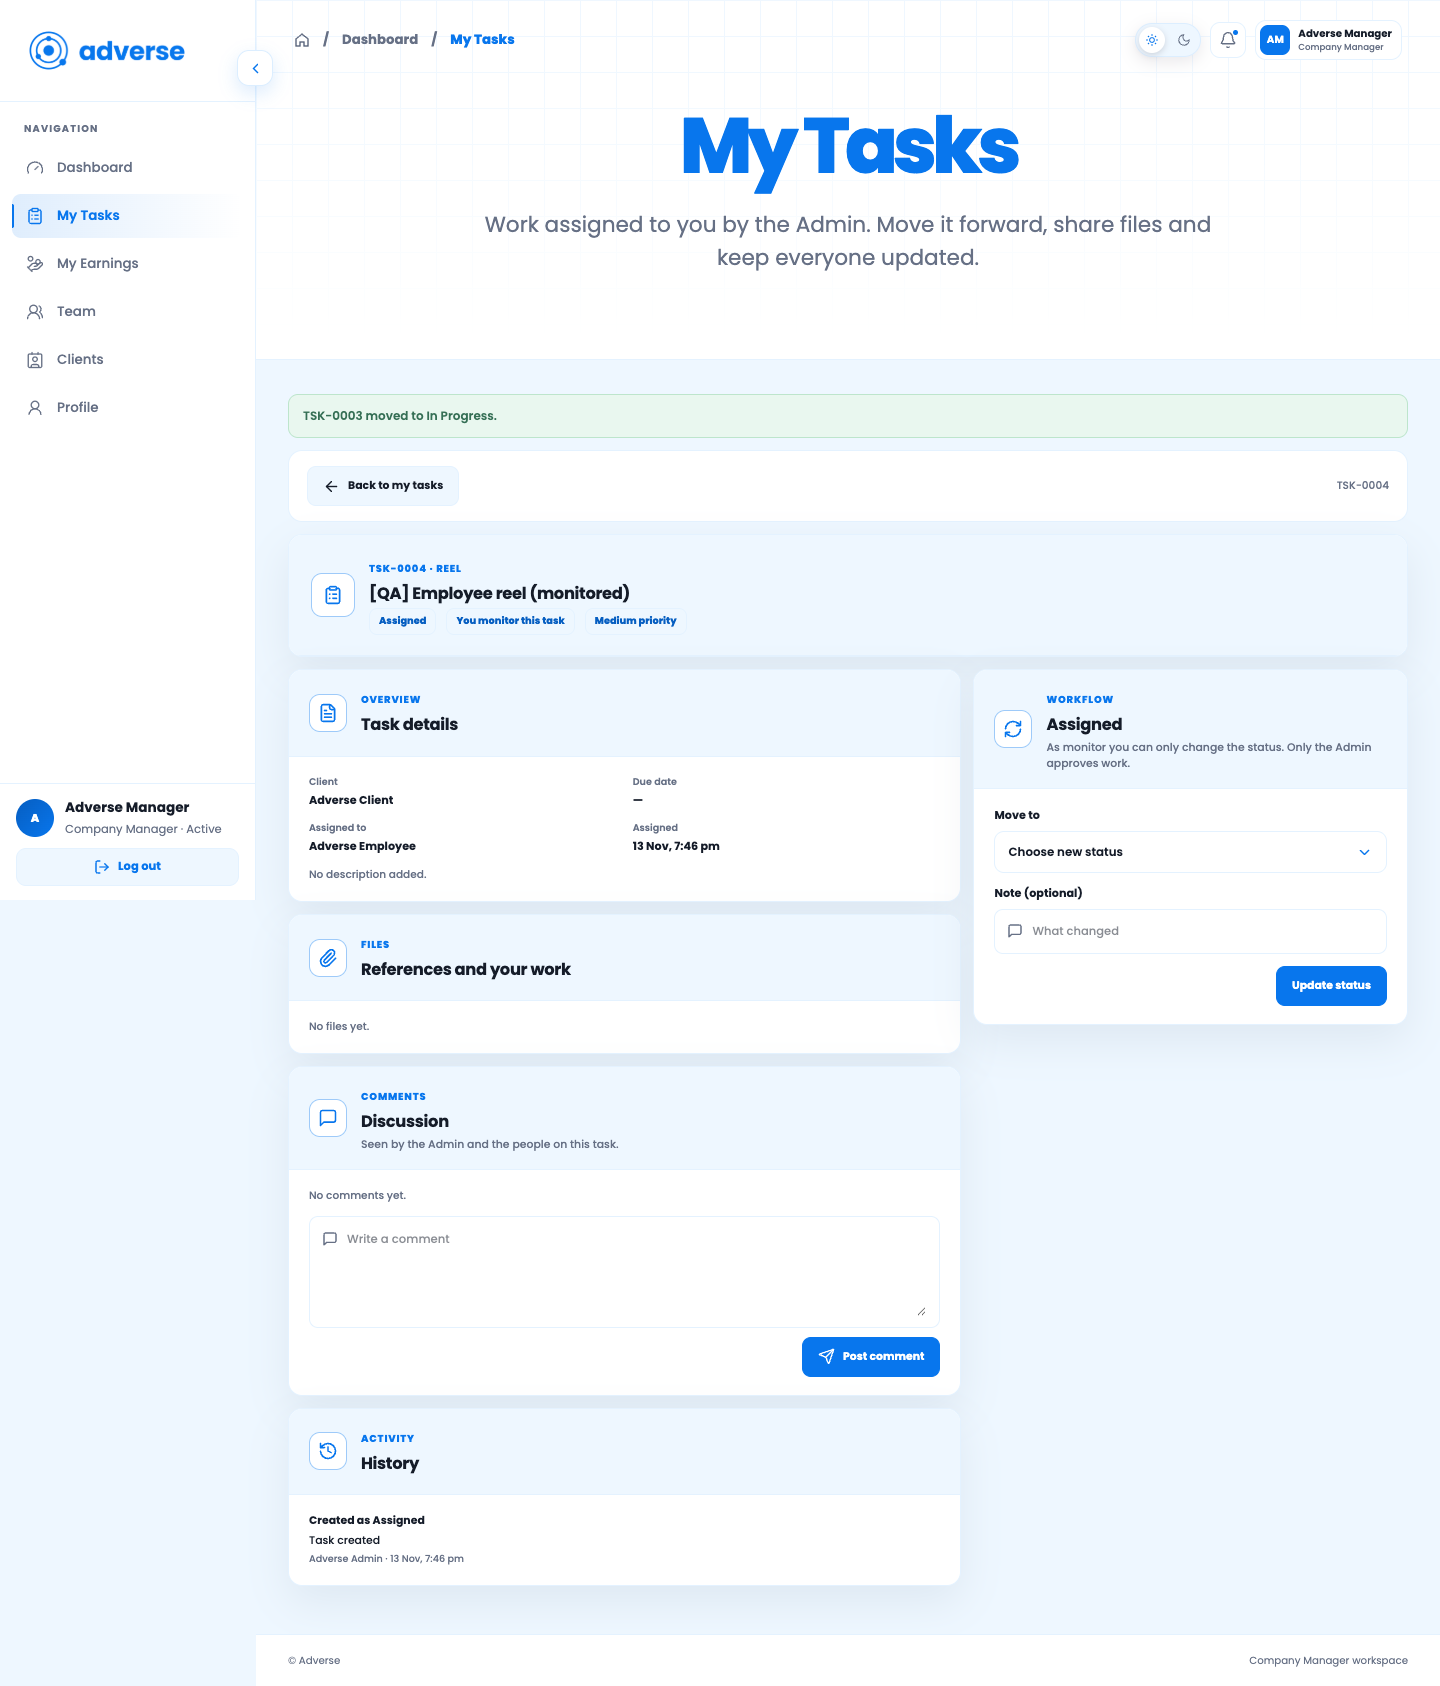 adverse
NAVIGATION
Dashboard
My Tasks
My Earnings
Team
Clients
Profile
A
Adverse Manager
Company Manager · Active
Log out
/ Dashboard / My Tasks
AM
Adverse Manager
Company Manager
My Tasks
Work assigned to you by the Admin. Move it forward, share files and
keep everyone updated.
TSK-0003 moved to In Progress.
Back to my tasks
TSK-0004
TSK-0004 · REEL
[QA] Employee reel (monitored)
Assigned
You monitor this task
Medium priority
OVERVIEW
Task details
Client
Adverse Client
Due date
—
Assigned to
Adverse Employee
Assigned
13 Nov, 7:46 pm
No description added.
FILES
References and your work
No files yet.
COMMENTS
Discussion
Seen by the Admin and the people on this task.
No comments yet.
Write a comment
Post comment
ACTIVITY
History
Created as Assigned
Task created
Adverse Admin · 13 Nov, 7:46 pm
WORKFLOW
Assigned
As monitor you can only change the status. Only the Admin
approves work.
Move to
Choose new status
Note (optional)
What changed
Update status
© Adverse
Company Manager workspace